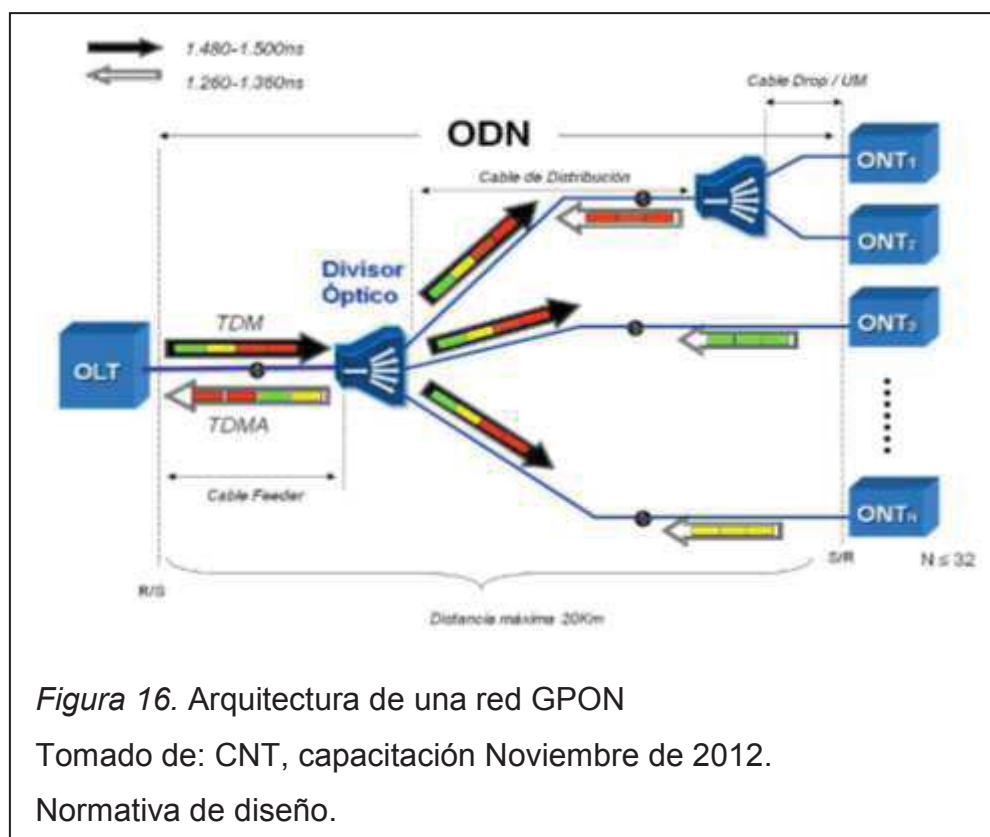 1.480-1.500ns
1.260-1.360ns
Cable Drop / UM
ODN
ONT1
Cable de Distribución
ONT2
Divisor
Óptico
TDM
ONT3
OLT
TDMA
Cable Feeder
ONTN
S/R
N ≤ 32
R/S
Distancia máxima 20Km
Figura 16. Arquitectura de una red GPON
Tomado de: CNT, capacitación Noviembre de 2012.
Normativa de diseño.